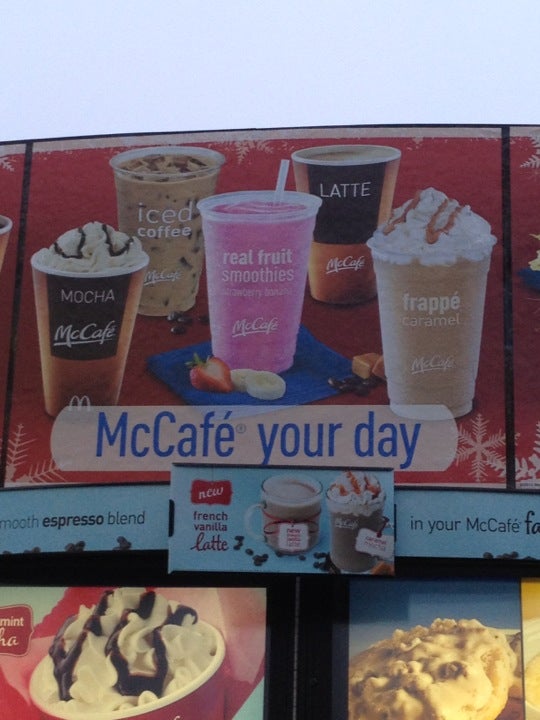 LATTE
McCafé
iced
coffee
McCafé
real fruit
smoothies
strawberry banana
McCafé
MOCHA
McCafé
frappé
caramel
McCafé
McCafé® your day
new
french
vanilla
latte
new
McCafé
mooth espresso blend
in your McCafé fa
mint
ha